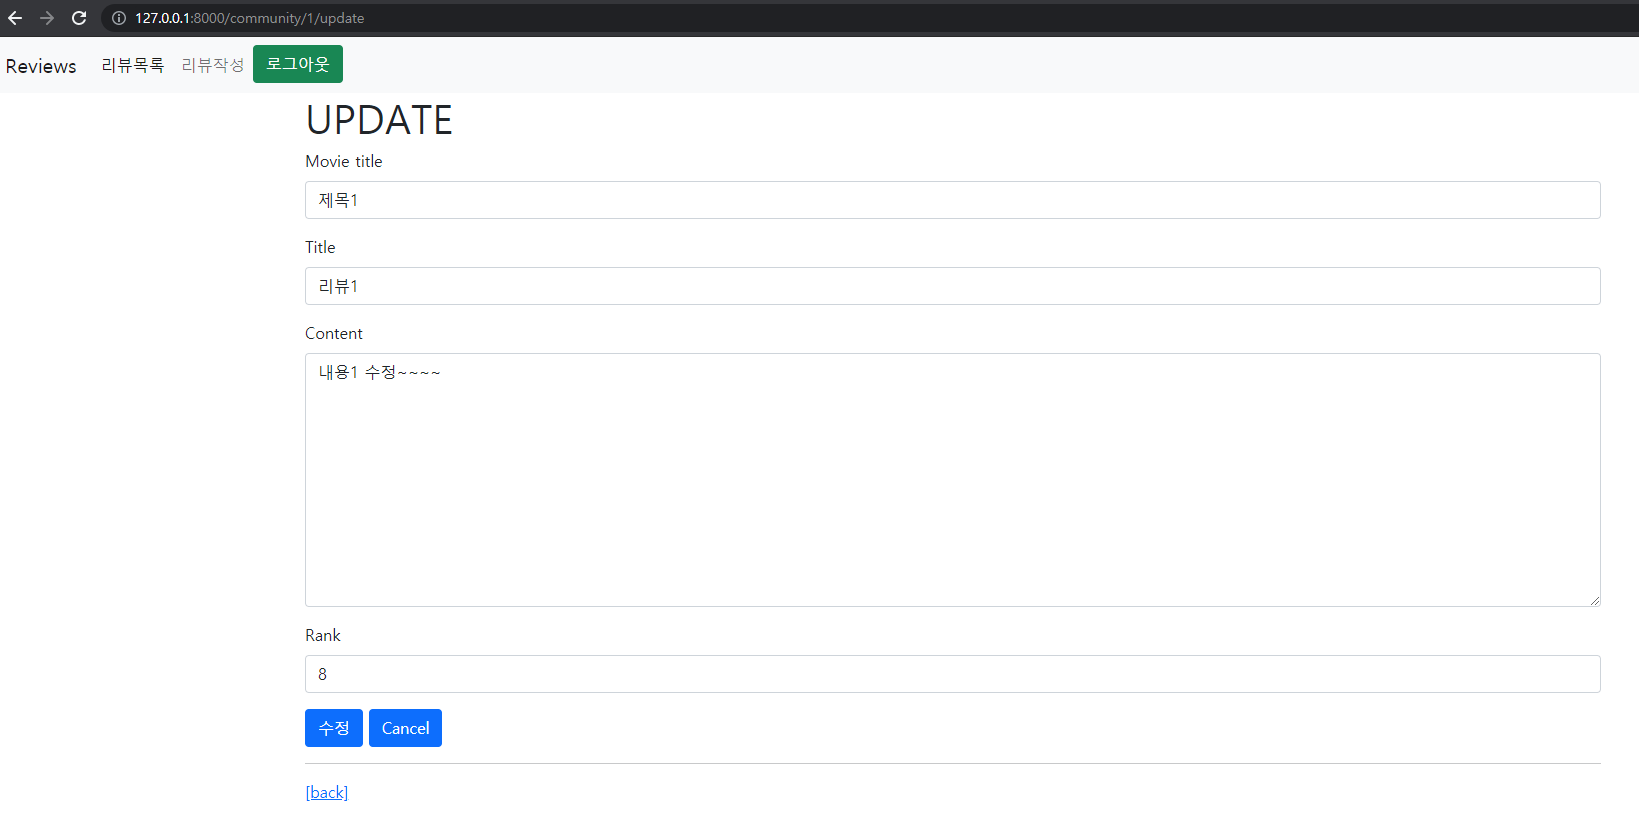 127.0.0.1:8000/community/1/update
Reviews 리뷰목록 리뷰작성 로그아웃
UPDATE
Movie title
제목1
Title
리뷰1
Content
내용1 수정~~~~
Rank
8
수정 Cancel
[back]